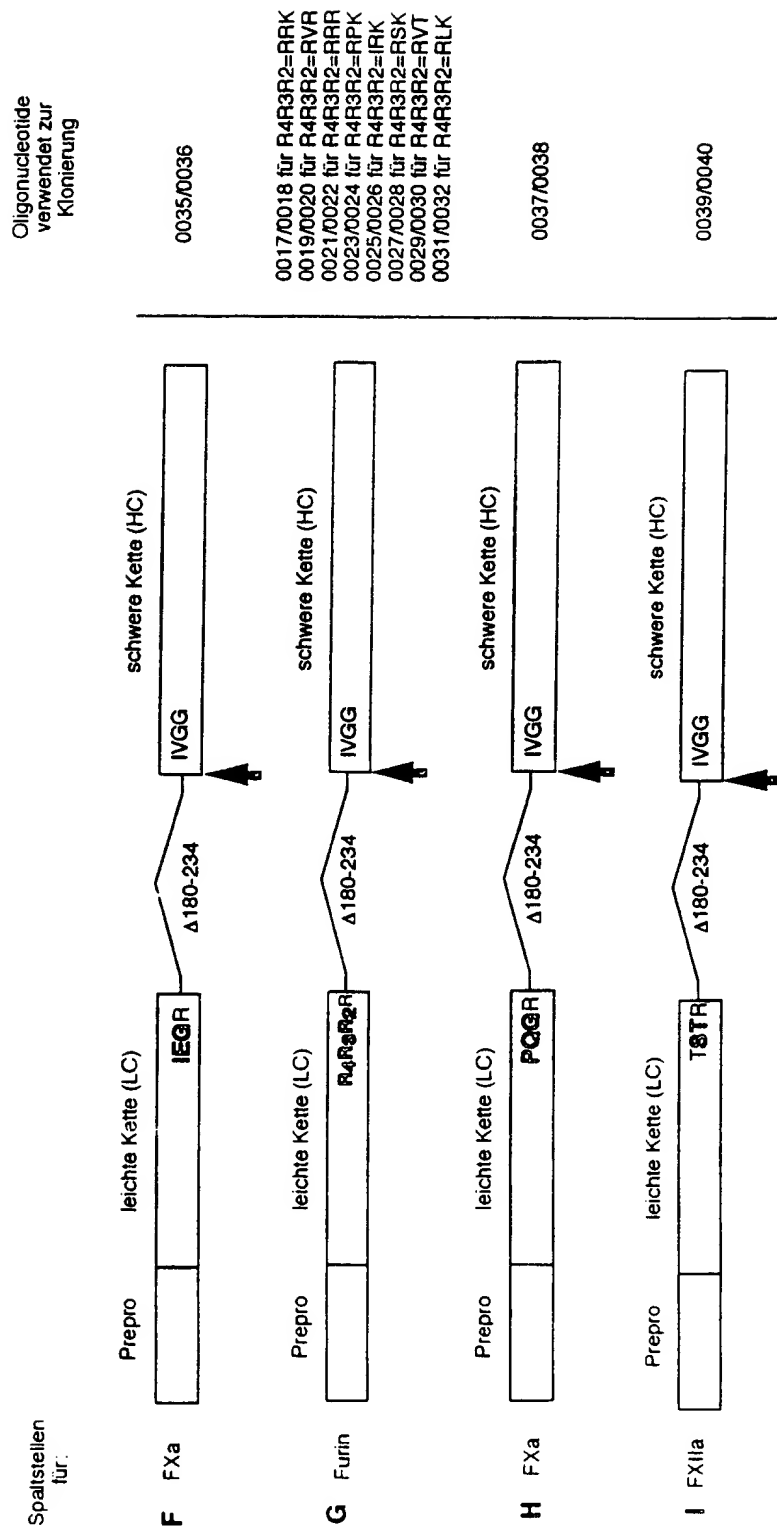 Spaltstellen
für:
Oligonucleotide
verwendet zur
Klonierung
F FXa
Prepro
leichte Kette (LC)
IEGR
Δ180-234
IVGG
schwere Kette (HC)
0035/0036
G Furin
Prepro
leichte Kette (LC)
R4R3R2R
Δ180-234
IVGG
schwere Kette (HC)
0017/0018 für R4R3R2=RRK
0019/0020 für R4R3R2=RVR
0021/0022 für R4R3R2=RRR
0023/0024 für R4R3R2=RPK
0025/0026 für R4R3R2=IRK
0027/0028 für R4R3R2=RSK
0029/0030 für R4R3R2=RVT
0031/0032 für R4R3R2=RLK
H FXa
Prepro
leichte Kette (LC)
PQGR
Δ180-234
IVGG
schwere Kette (HC)
0037/0038
I FXIIa
Prepro
leichte Kette (LC)
TSTR
Δ180-234
IVGG
schwere Kette (HC)
0039/0040